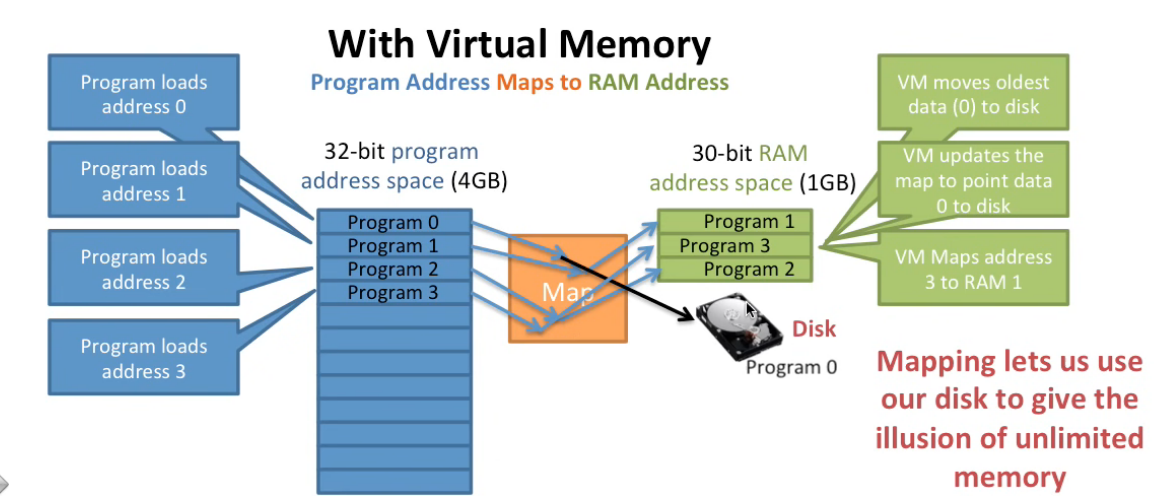 With Virtual Memory
Program Address Maps to RAM Address
Program loads
address 0
Program loads
address 1
Program loads
address 2
Program loads
address 3
32-bit program
address space (4GB)
Program 0
Program 1
Program 2
Program 3
Map
30-bit RAM
address space (1GB)
Program 1
Program 3
Program 2
Disk
Program 0
VM moves oldest
data (0) to disk
VM updates the
map to point data
0 to disk
VM Maps address
3 to RAM 1
Mapping lets us use
our disk to give the
illusion of unlimited
memory